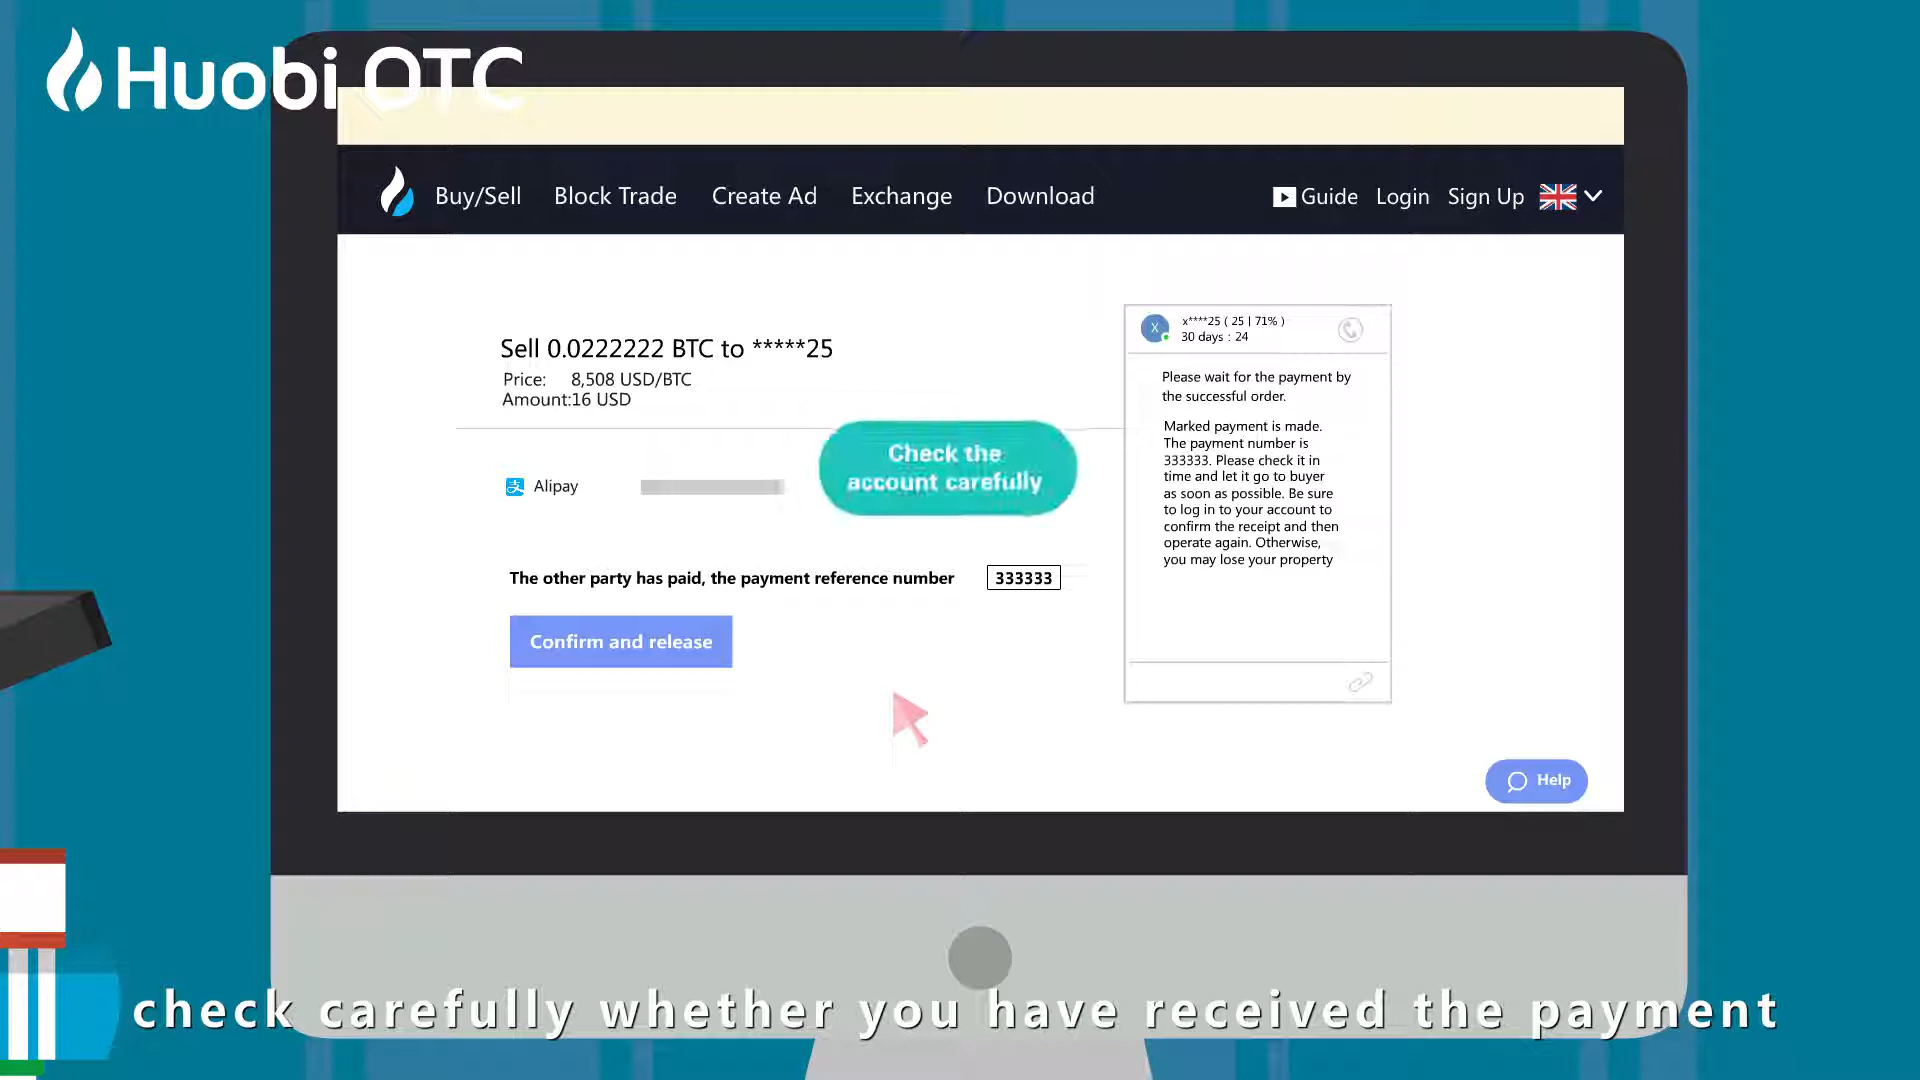 Huobi OTC
Buy/Sell Block Trade Create Ad Exchange Download Guide Login Sign Up
Sell 0.0222222 BTC to *****25
Price: 8,508 USD/BTC
Amount:16 USD
Alipay
Check the
account carefully
The other party has paid, the payment reference number 333333
Confirm and release
X
x****25 ( 25 | 71% )
30 days : 24
Please wait for the payment by
the successful order.
Marked payment is made.
The payment number is
333333. Please check it in
time and let it go to buyer
as soon as possible. Be sure
to log in to your account to
confirm the receipt and then
operate again. Otherwise,
you may lose your property
Help
check carefully whether you have received the payment